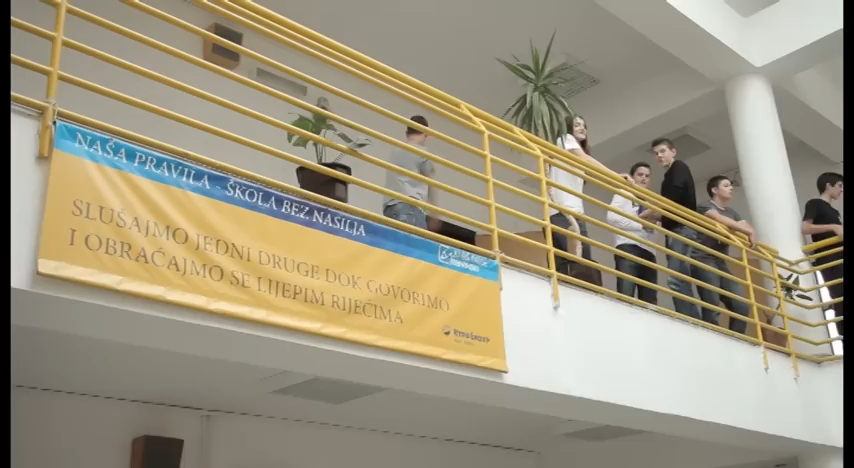 NAŠA PRAVILA - ŠKOLA BEZ NASILJA
SLUŠAJMO JEDNI DRUGE DOK GOVORIMO
I OBRAĆAJMO SE LIJEPIM RIJEČIMA